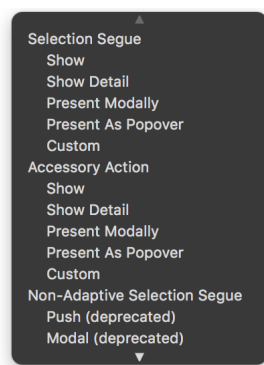 Selection Segue
Show
Show Detail
Present Modally
Present As Popover
Custom
Accessory Action
Show
Show Detail
Present Modally
Present As Popover
Custom
Non-Adaptive Selection Segue
Push (deprecated)
Modal (deprecated)